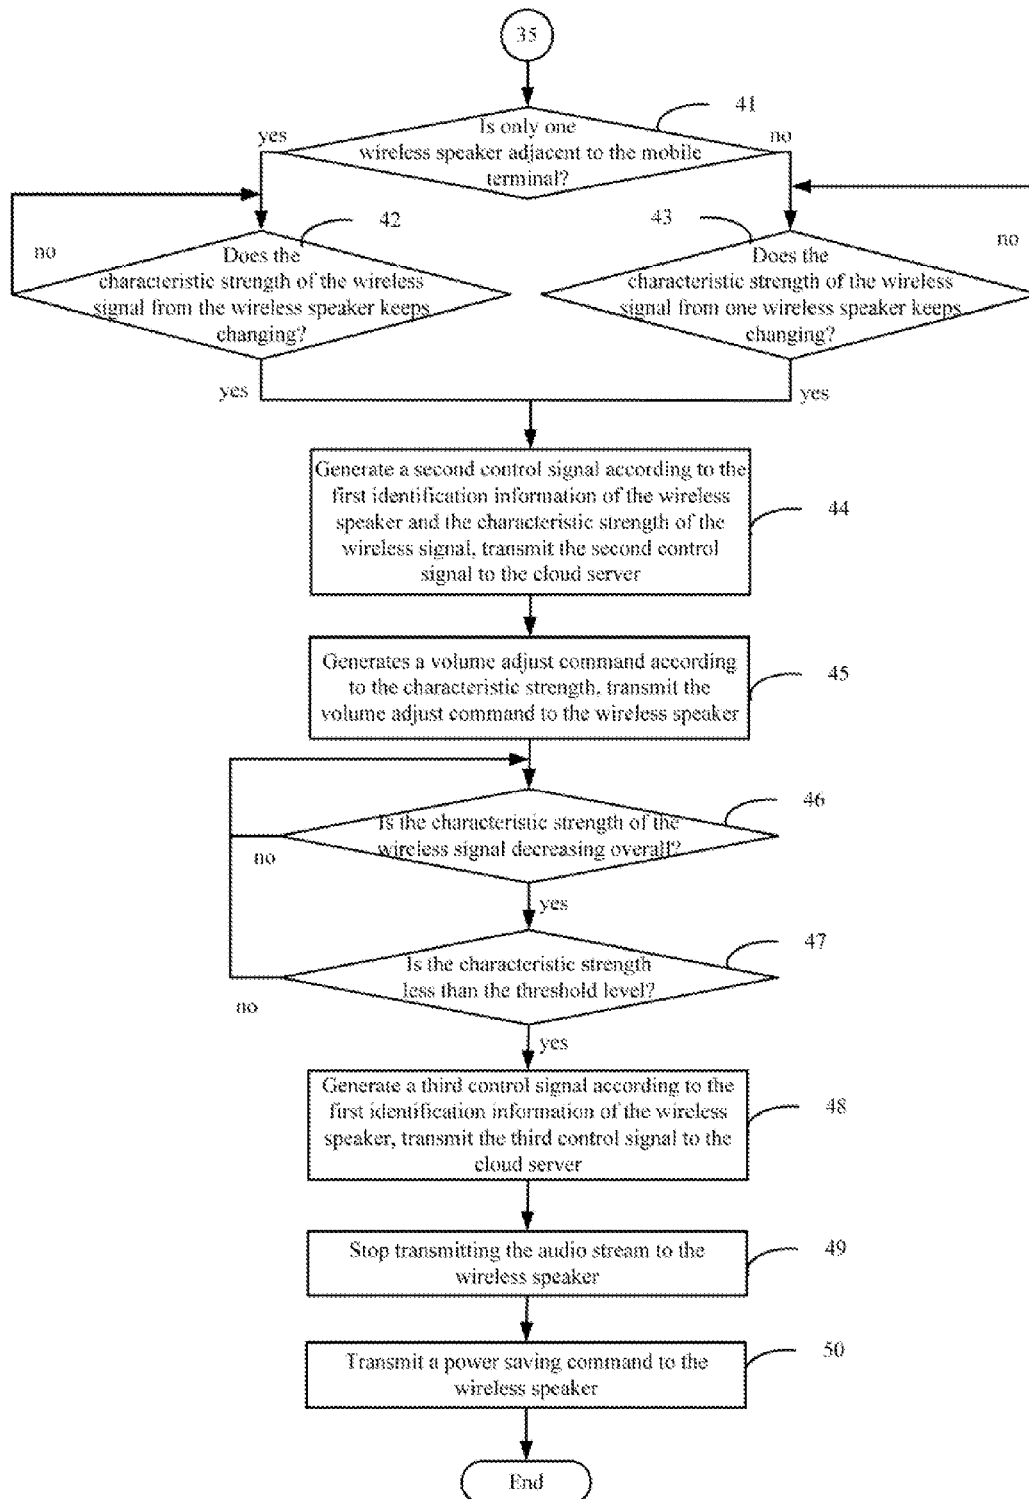 35
41
Is only one
wireless speaker adjacent to the mobile
terminal?
yes
no
42
Does the
characteristic strength of the wireless
signal from the wireless speaker keeps
changing?
no
43
Does the
characteristic strength of the wireless
signal from one wireless speaker keeps
changing?
no
yes
yes
Generate a second control signal according to the
first identification information of the wireless
speaker and the characteristic strength of the
wireless signal, transmit the second control
signal to the cloud server
44
Generates a volume adjust command according
to the characteristic strength, transmit the
volume adjust command to the wireless speaker
45
46
Is the characteristic strength of the
wireless signal decreasing overall?
no
yes
47
Is the characteristic strength
less than the threshold level?
no
yes
Generate a third control signal according to the
first identification information of the wireless
speaker, transmit the third control signal to the
cloud server
48
Stop transmitting the audio stream to the
wireless speaker
49
Transmit a power saving command to the
wireless speaker
50
End